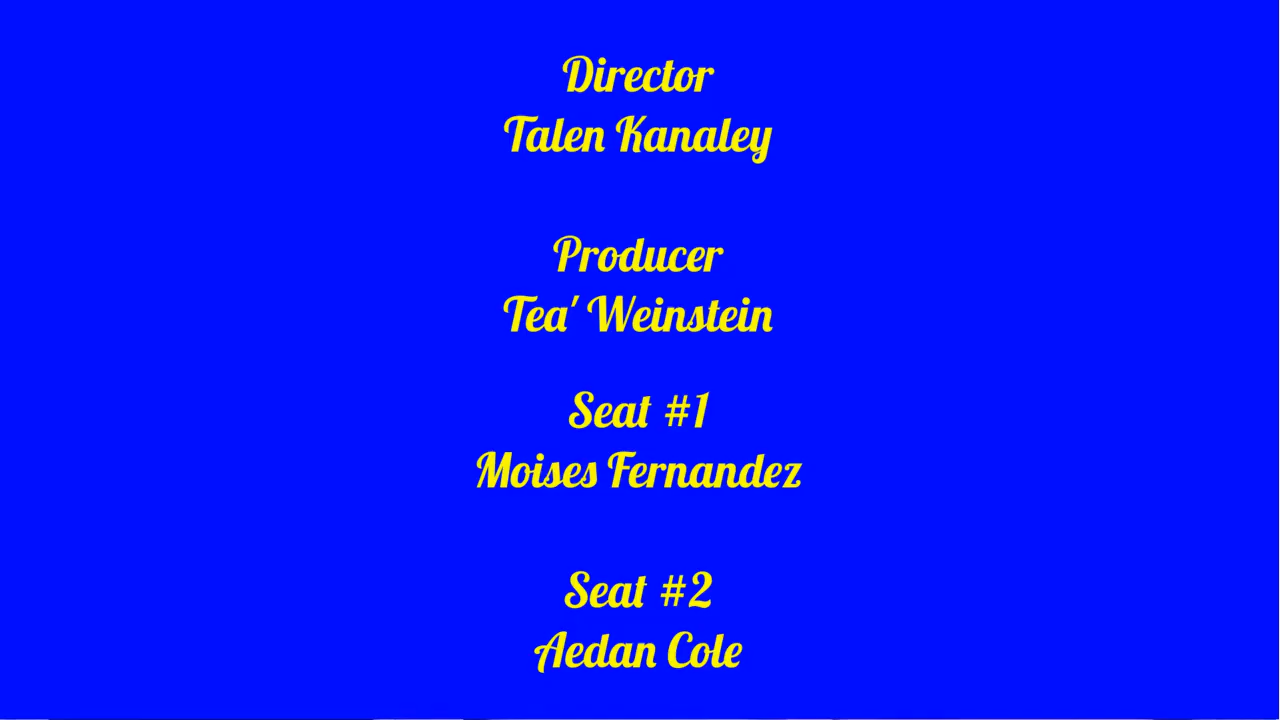 Director
Talen Kanaley
Producer
Tea' Weinstein
Seat #1
Moises Fernandez
Seat #2
Aedan Cole